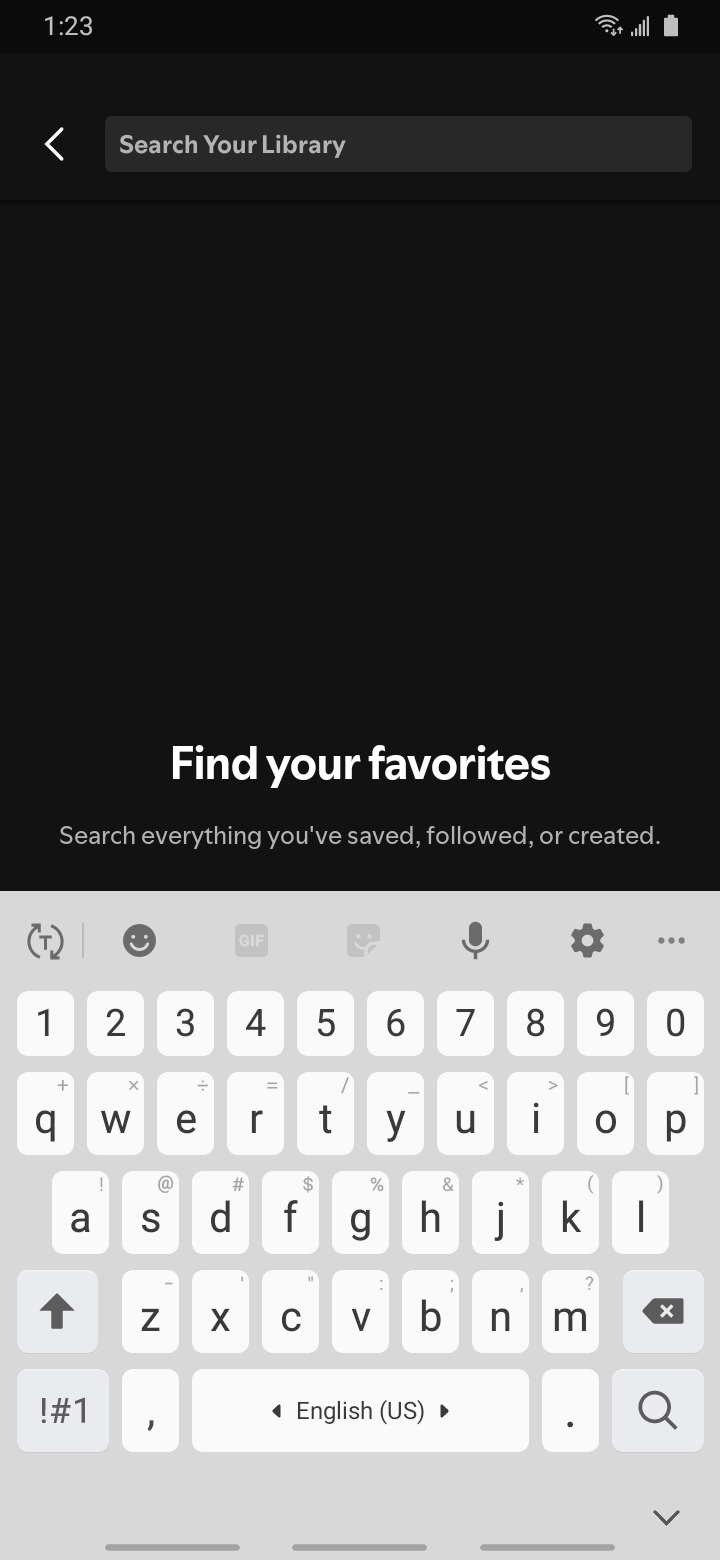 1:23
Search Your Library
Find your favorites
Search everything you've saved, followed, or created.
T GIF
1 2 3 4 5 6 7 8 9 0
+ × ÷ = / _ < > [ ]
q w e r t y u i o p
! @ # $ % & * ( )
a s d f g h j k l
- ' " : ; , ?
z x c v b n m
!#1 , English (US) .